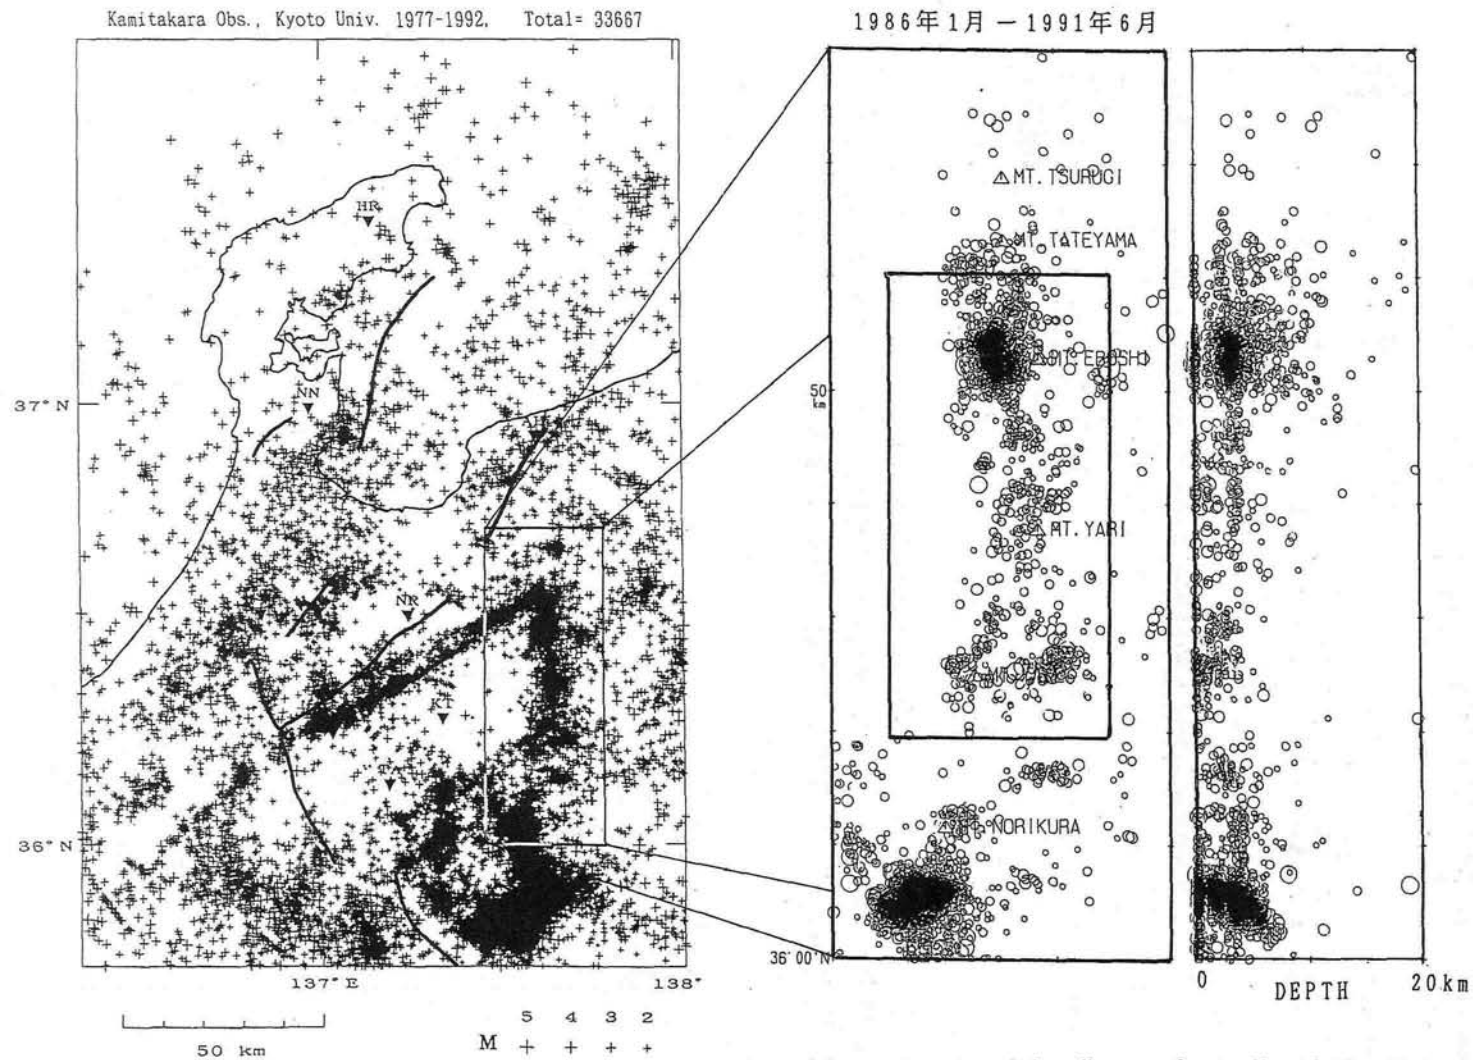 Kamitakara Obs., Kyoto Univ. 1977-1992, Total= 33667
1986年1月－1991年6月
HR
NN
NR
KT
37°N
36°N
137°E
138°
50 km
M
5 4 3 2
MT.TSURUGI
MT.TATEYAMA
MT.EBOSHI
MT.YARI
NORIKURA
50
km
36°00'N
0
20km
DEPTH